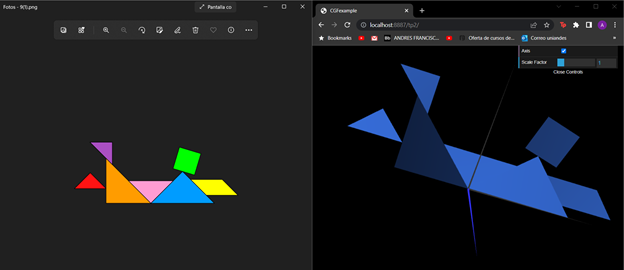 Fotos - 9(1).png
Pantalla co
CGFexample
localhost:8887/tp2/
Bookmarks
ANDRES FRANCISC...
Oferta de cursos de...
Correo uniandes
Axis
Scale Factor
1
Close Controls